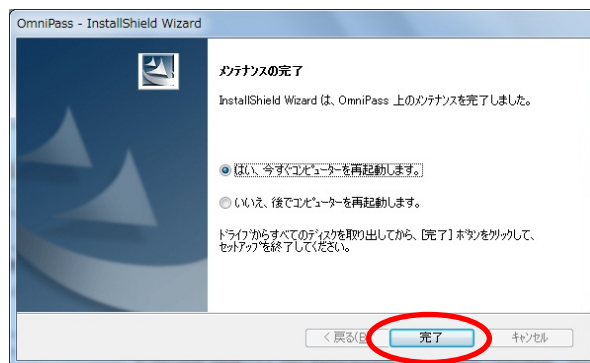 OmniPass - InstallShield Wizard
メンテナンスの完了
InstallShield Wizard は、OmniPass 上のメンテナンスを完了しました。
はい、今すぐコンピューターを再起動します。
いいえ、後でコンピューターを再起動します。
ドライブからすべてのディスクを取り出してから、[完了] ボタンをクリックして、
セットアップを終了してください。
< 戻る(B 完了 キャンセル